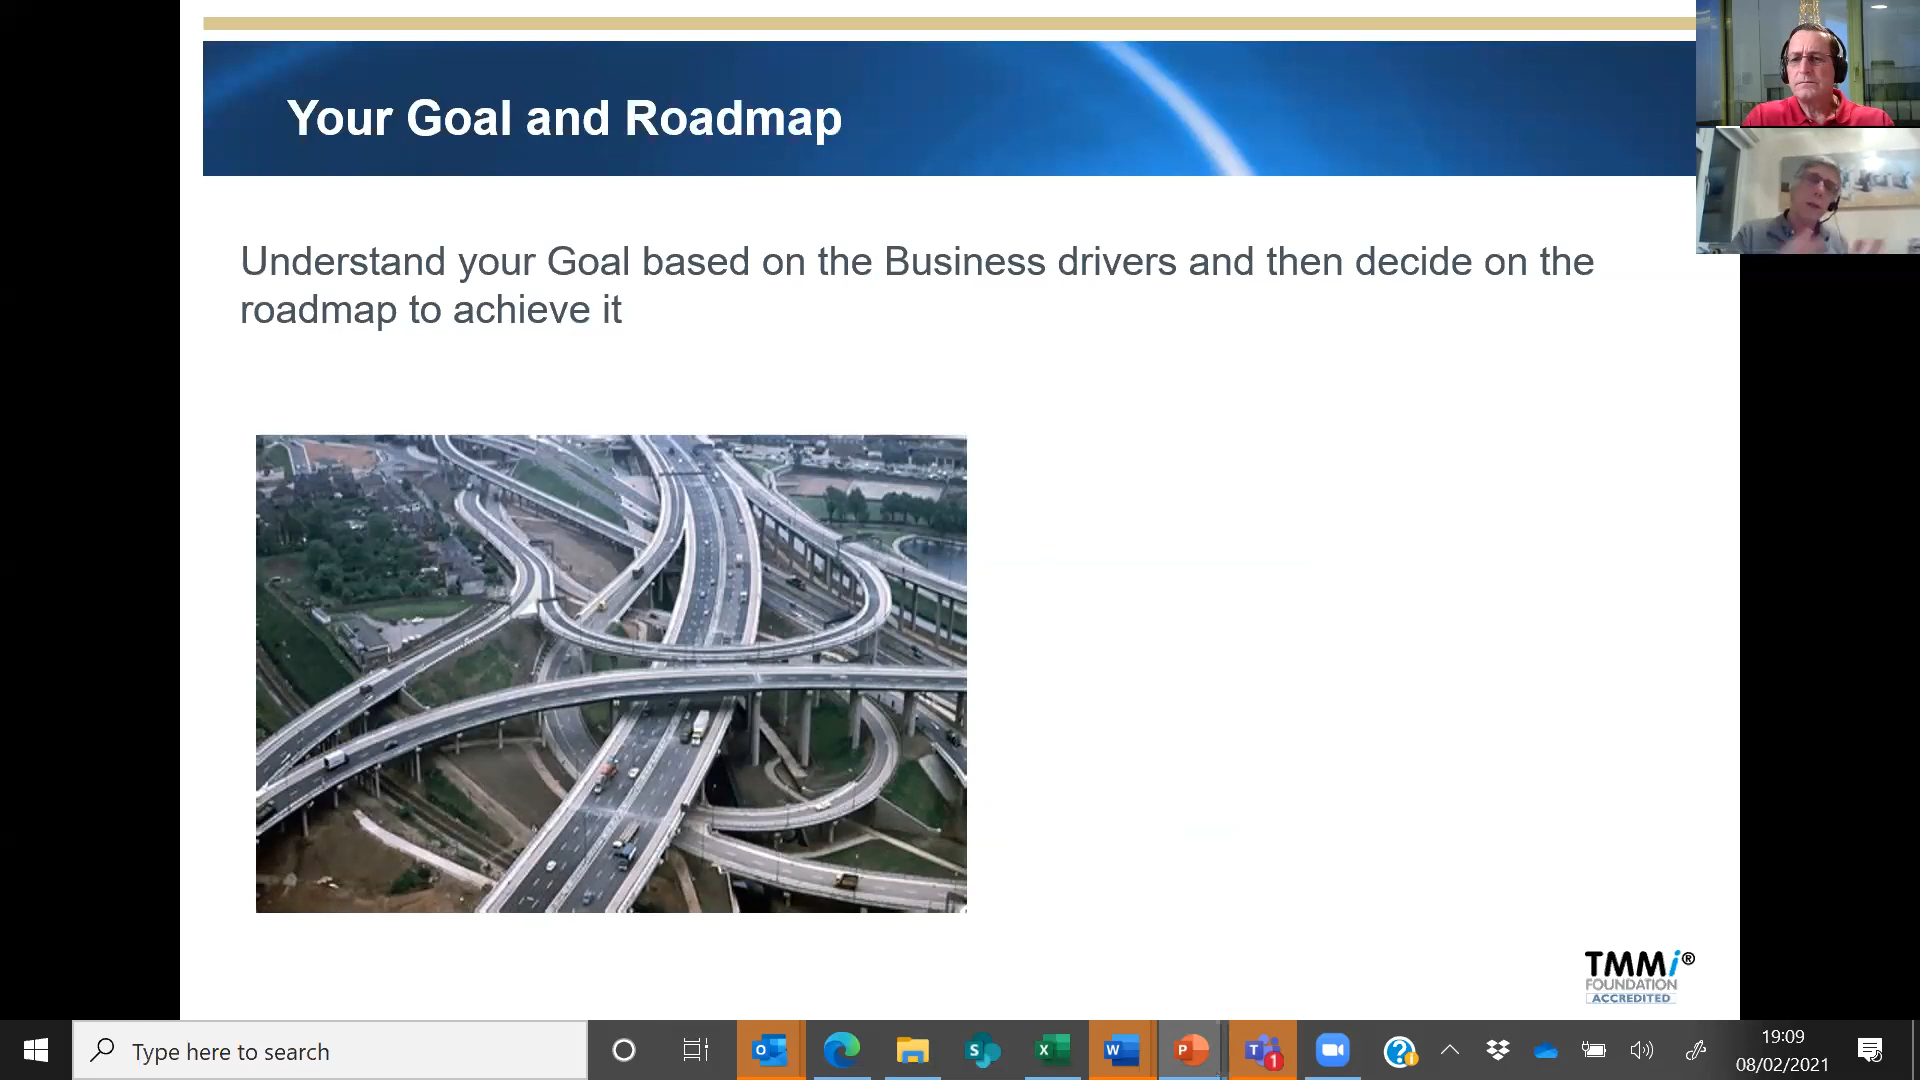 Your Goal and Roadmap
Understand your Goal based on the Business drivers and then decide on the
roadmap to achieve it
TMMi®
FOUNDATION
ACCREDITED
Type here to search
1
19:09
08/02/2021